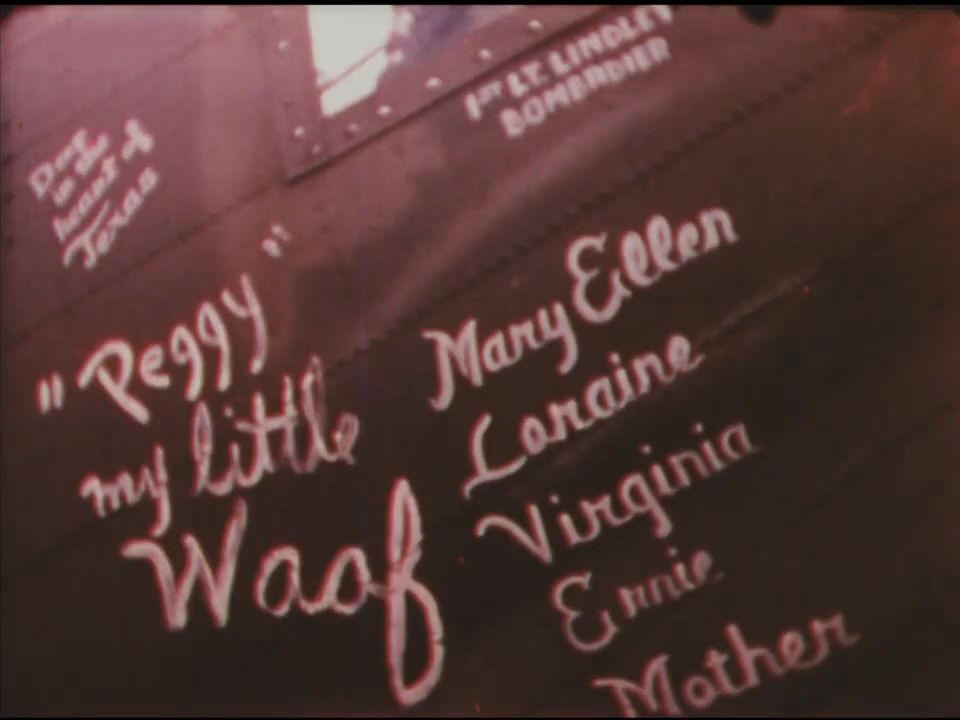 1ST LT. LINDLEY
BOMBARDIER
Deep
in the
heart of
Texas
"Peggy"
my little
Waaf
Mary Ellen
Loraine
Virginia
Ernie
Mother